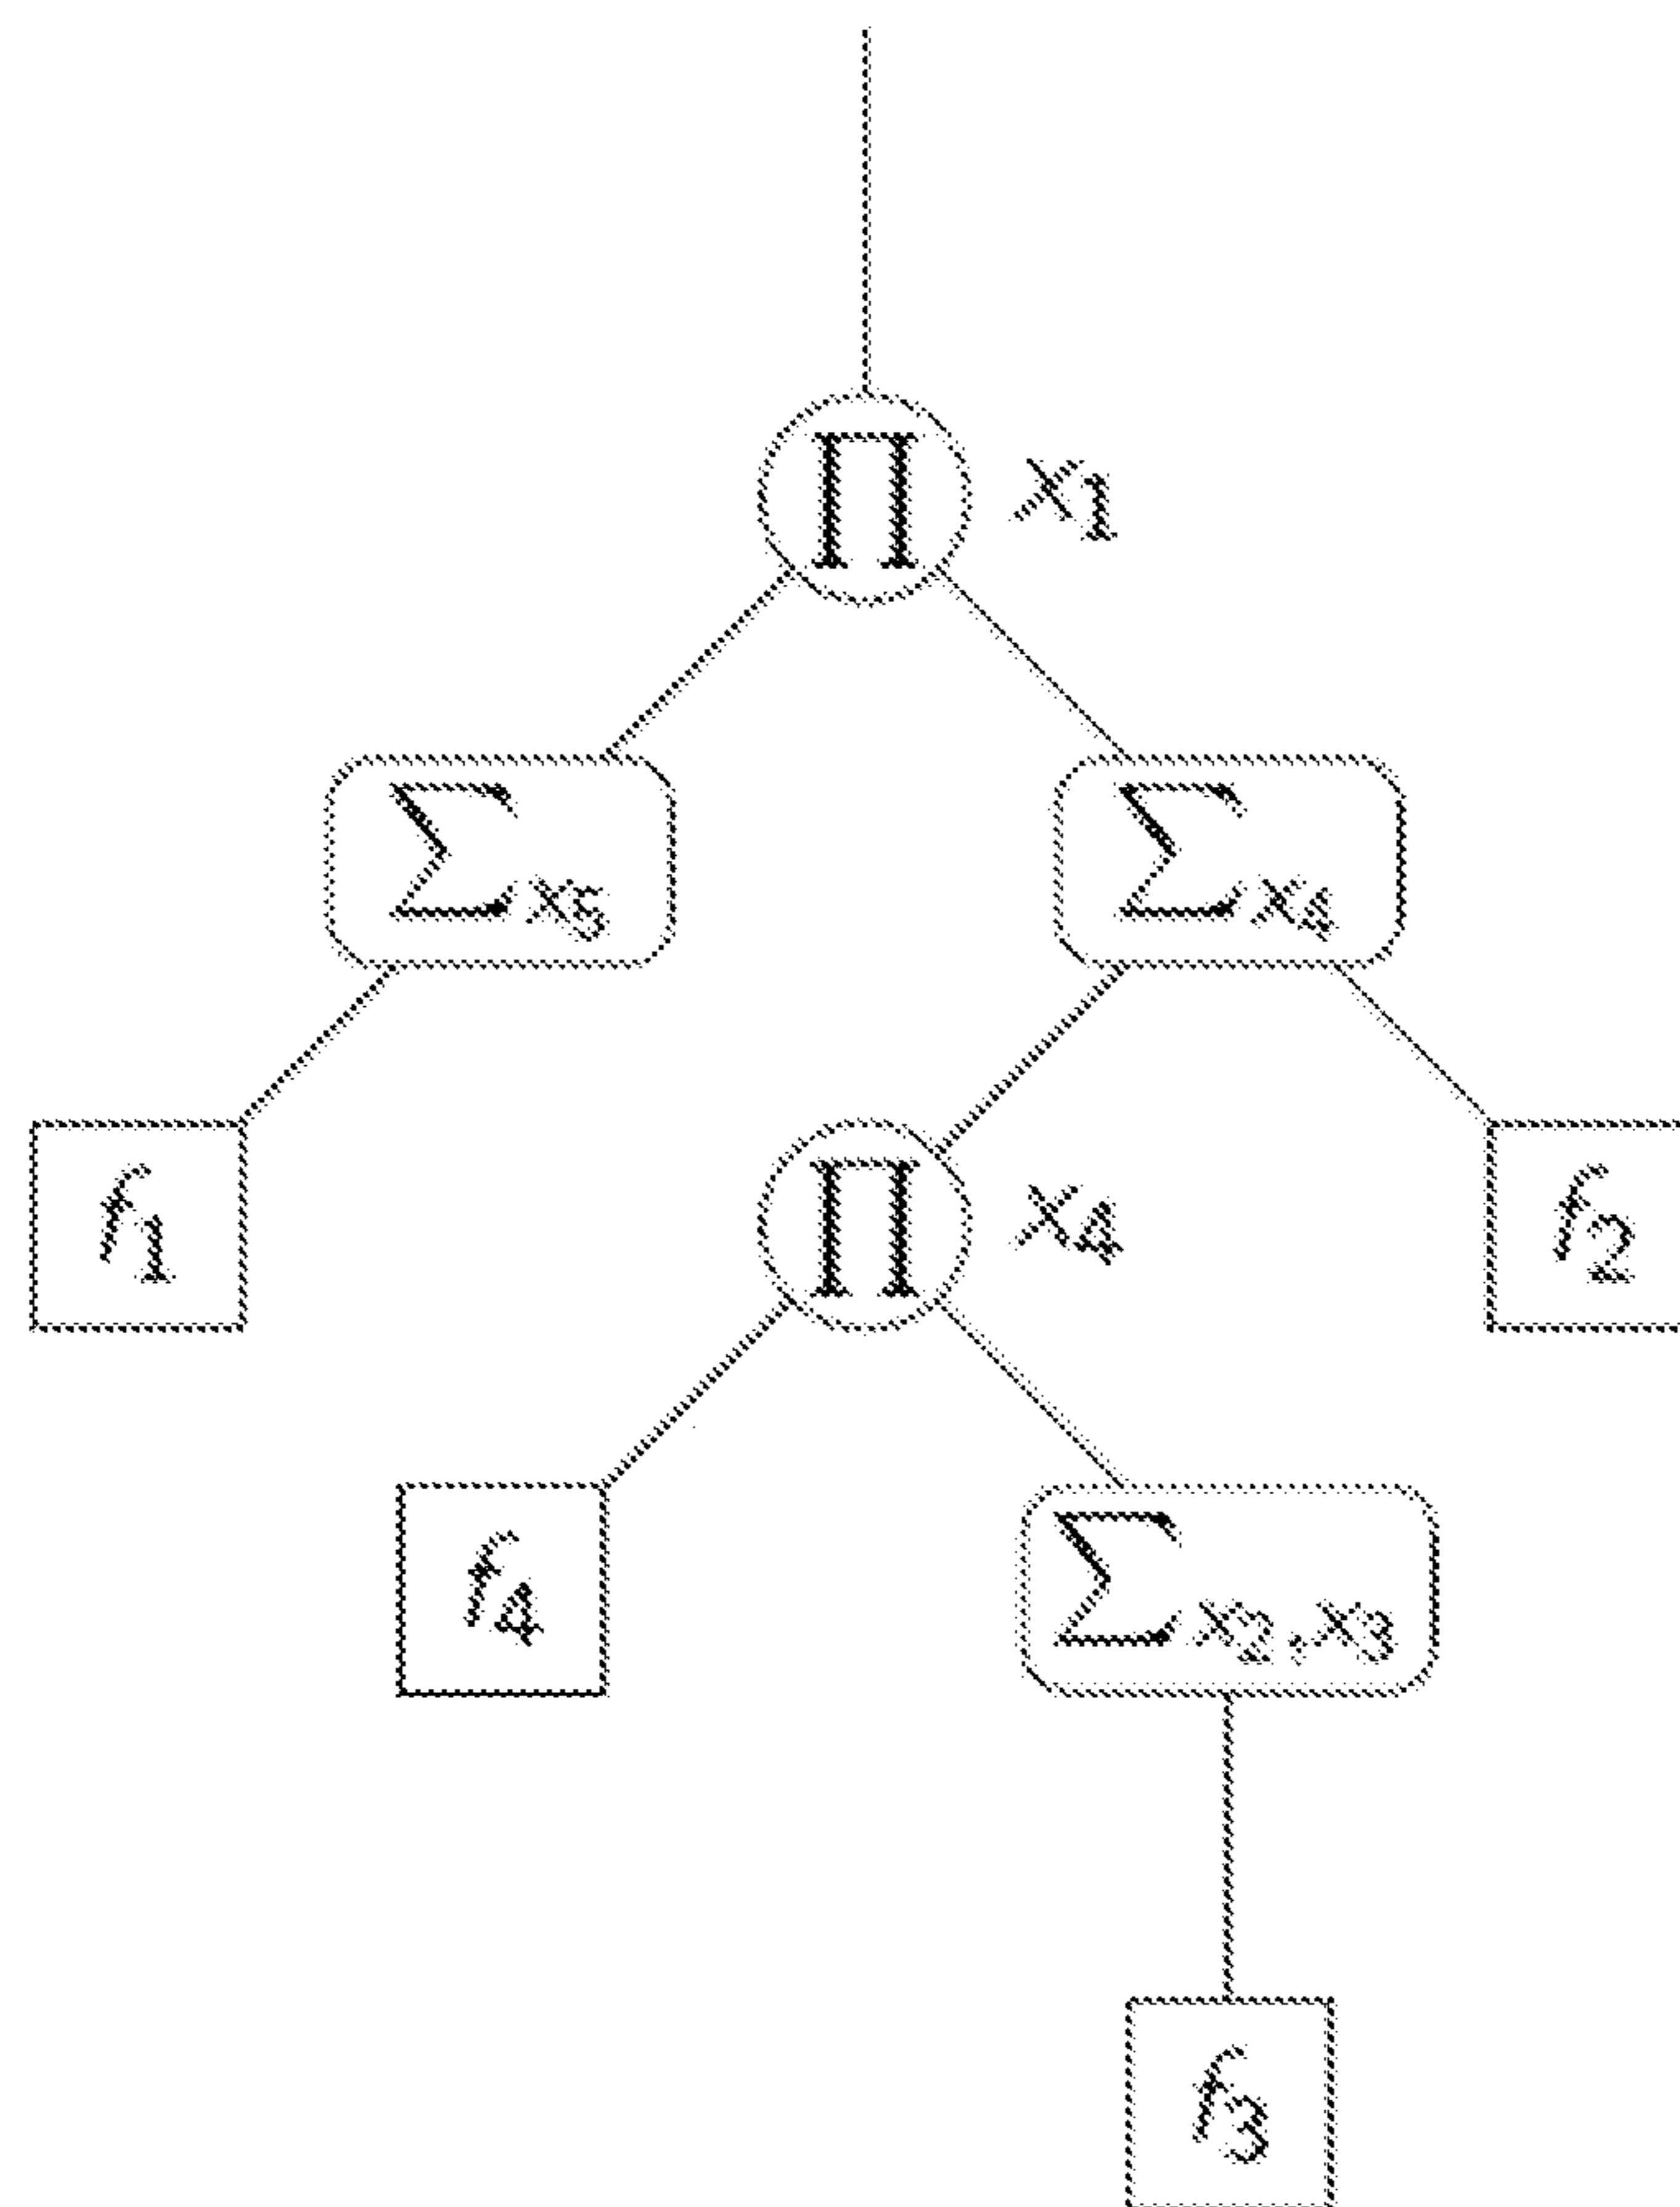 ∏ x₁
∑x₅ ∑x₄
f₁ ∏ x₄ f₂
f₄ ∑x₂,x₃
f₃